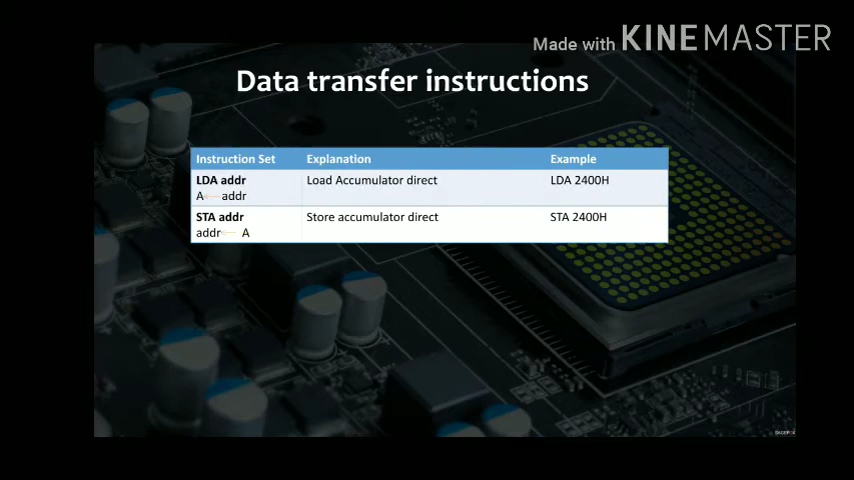 Made with KINEMASTER
Data transfer instructions
Instruction Set Explanation Example
LDA addr Load Accumulator direct LDA 2400H
A← addr
STA addr Store accumulator direct STA 2400H
addr← A